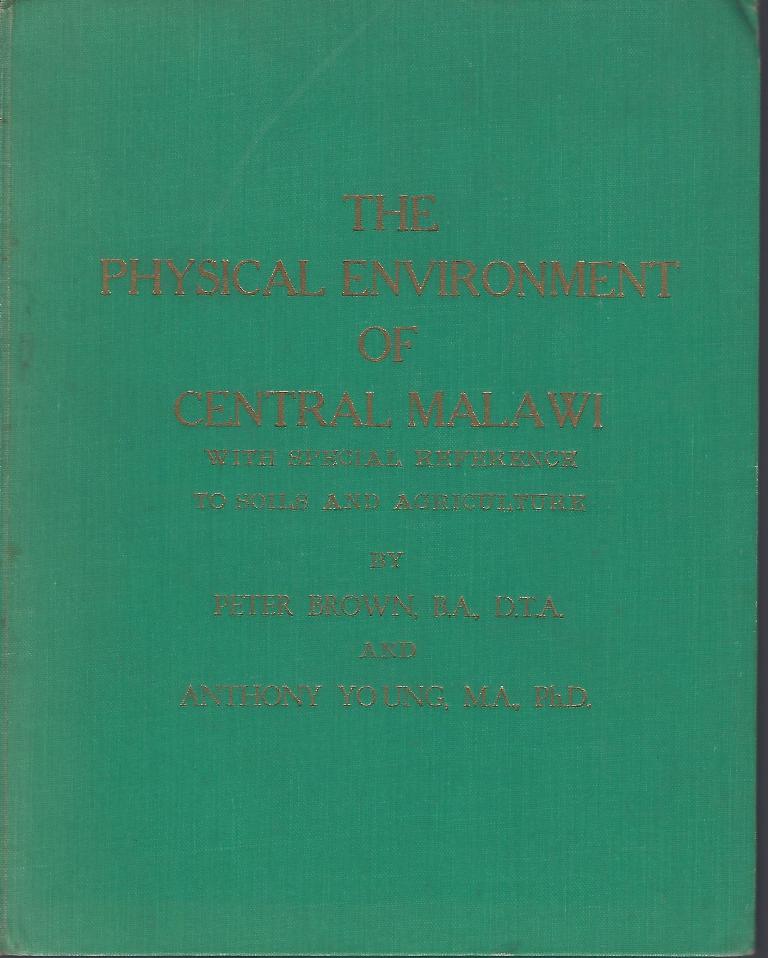 THE
PHYSICAL ENVIRONMENT
OF
CENTRAL MALAWI
WITH SPECIAL REFERENCE
TO SOILS AND AGRICULTURE
BY
PETER BROWN, B.A., D.T.A.
AND
ANTHONY YOUNG, M.A., Ph.D.